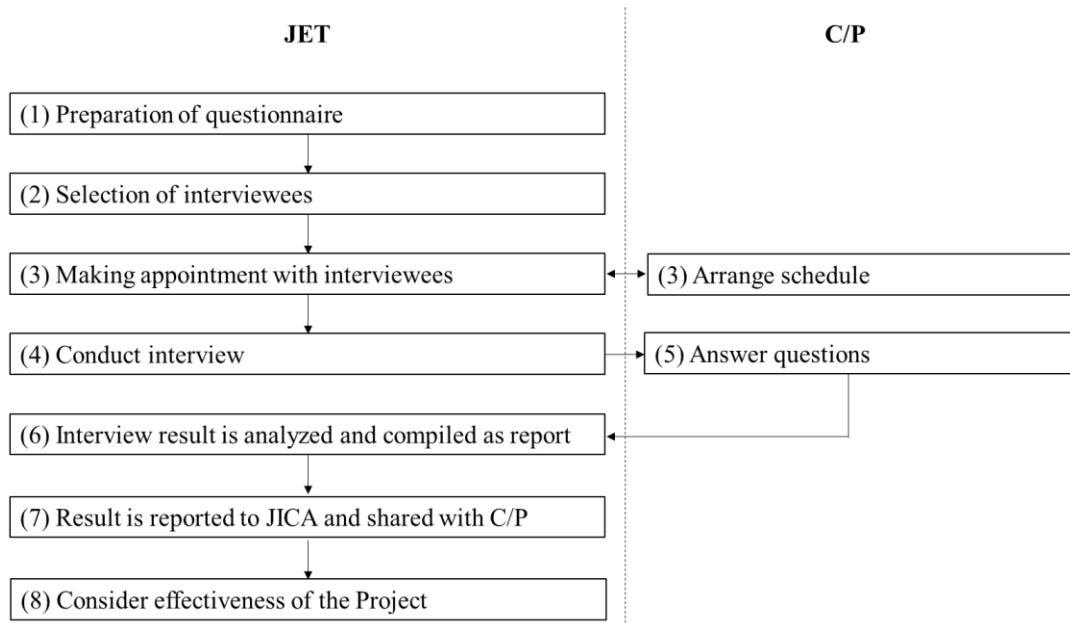 JET
C/P
(1) Preparation of questionnaire
(2) Selection of interviewees
(3) Making appointment with interviewees
(3) Arrange schedule
(4) Conduct interview
(5) Answer questions
(6) Interview result is analyzed and compiled as report
(7) Result is reported to JICA and shared with C/P
(8) Consider effectiveness of the Project